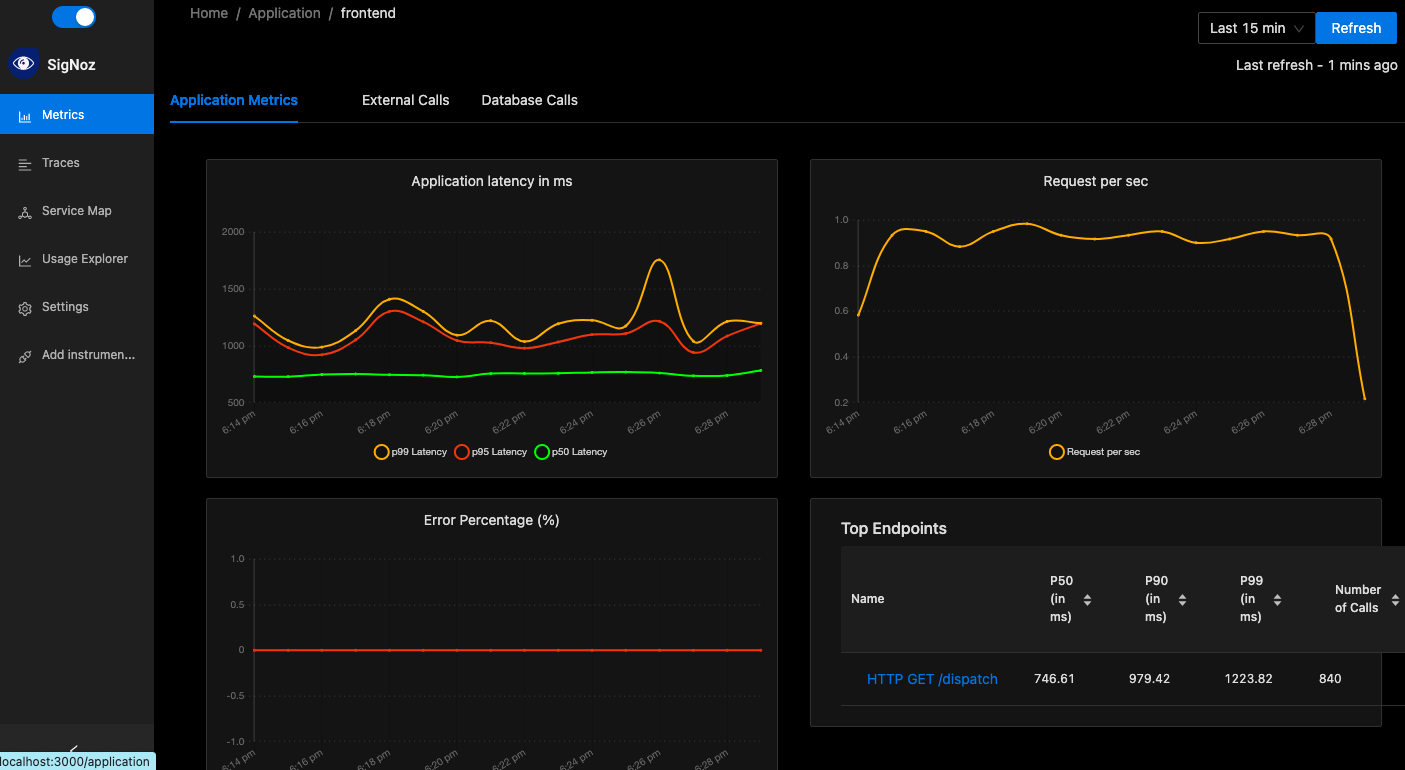 Home / Application / frontend
Last 15 min
Refresh
Last refresh - 1 mins ago
SigNoz
Metrics
Traces
Service Map
Usage Explorer
Settings
Add instrumen...
Application Metrics
External Calls
Database Calls
Application latency in ms
2000
1500
1000
500
6:14 pm
6:16 pm
6:18 pm
6:20 pm
6:22 pm
6:24 pm
6:26 pm
6:28 pm
p99 Latency
p95 Latency
p50 Latency
Request per sec
1.0
0.8
0.6
0.4
0.2
6:14 pm
6:16 pm
6:18 pm
6:20 pm
6:22 pm
6:24 pm
6:26 pm
6:28 pm
Request per sec
Error Percentage (%)
1.0
0.5
0
-0.5
-1.0
6:14 pm
6:16 pm
6:18 pm
6:20 pm
6:22 pm
6:24 pm
6:26 pm
6:28 pm
Top Endpoints
Name
P50
(in
ms)
P90
(in
ms)
P99
(in
ms)
Number
of Calls
HTTP GET /dispatch
746.61
979.42
1223.82
840
localhost:3000/application